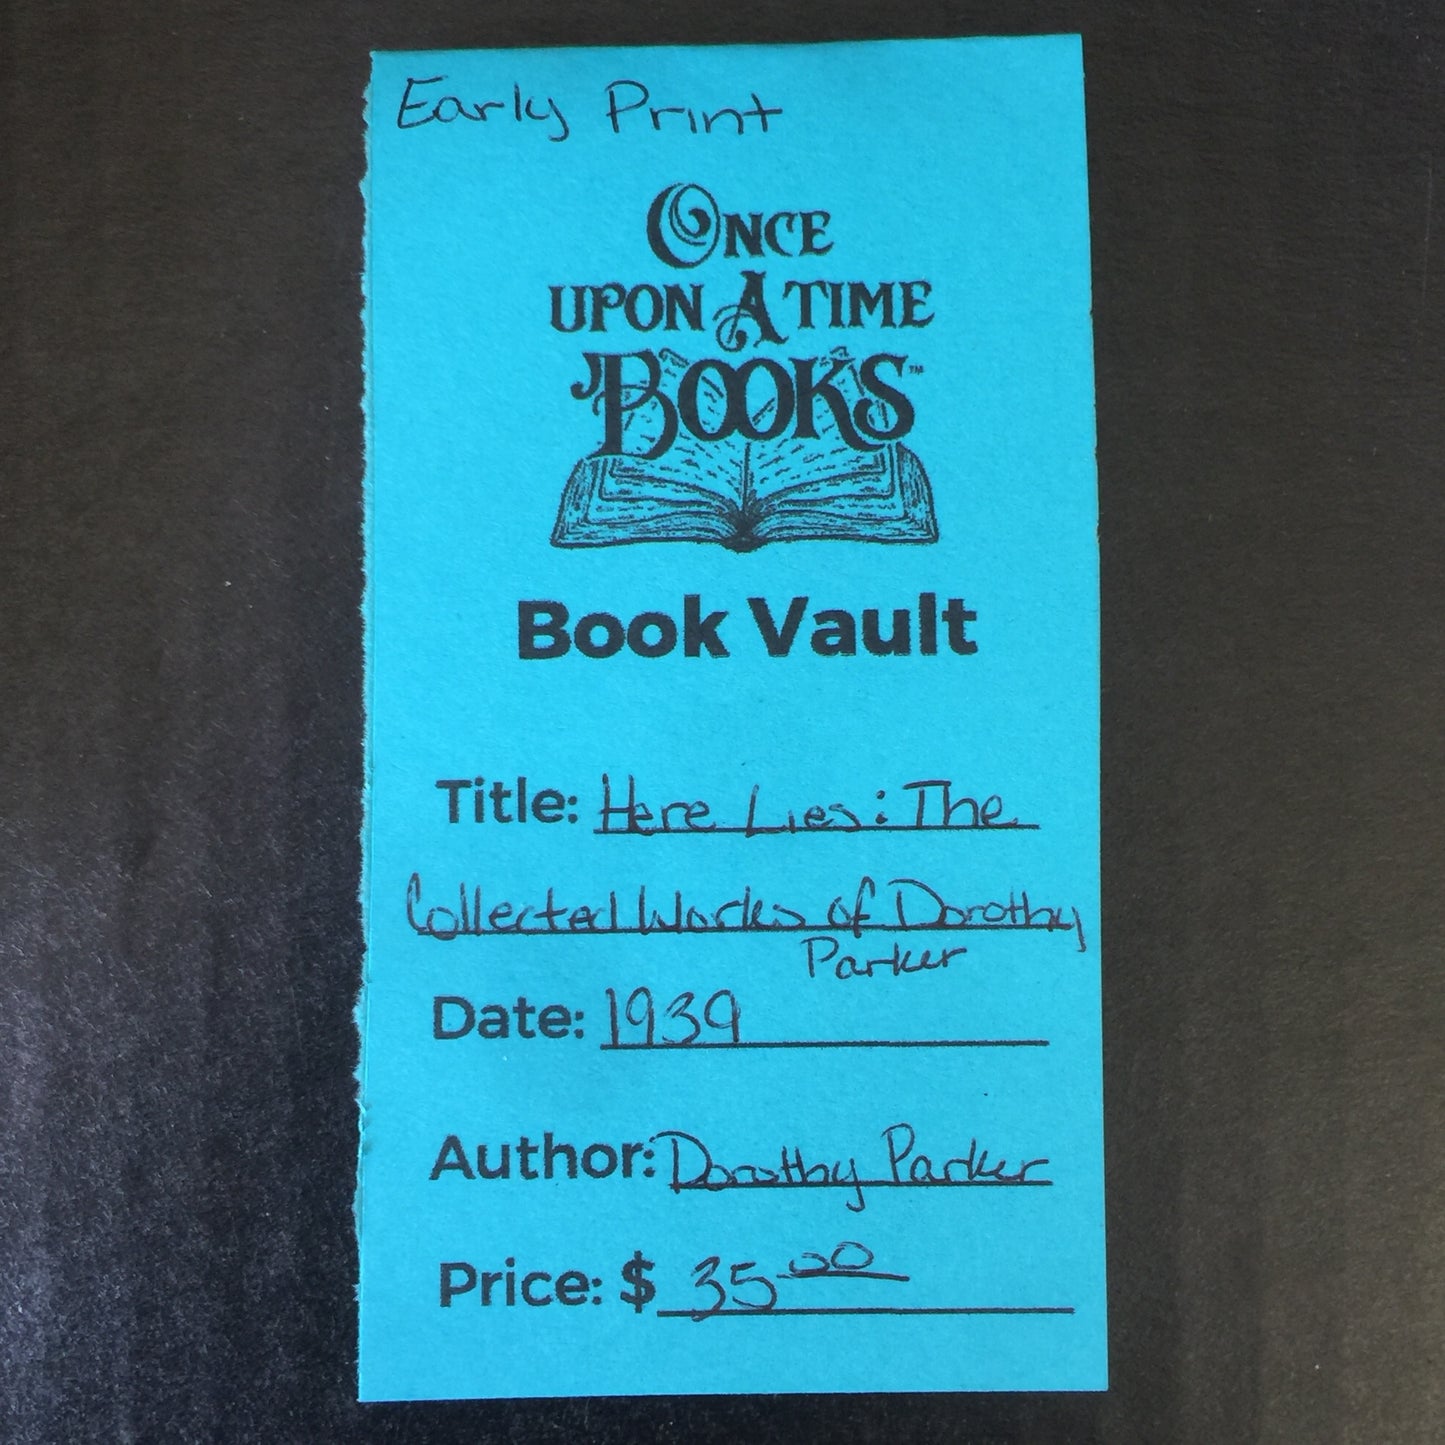 Early Print
ONCE
UPON A TIME
BOOKS™
Book Vault
Title: Here Lies: The
Collected Works of Dorothy
Parker
Date: 1939
Author: Dorothy Parker
Price: $ 35.00